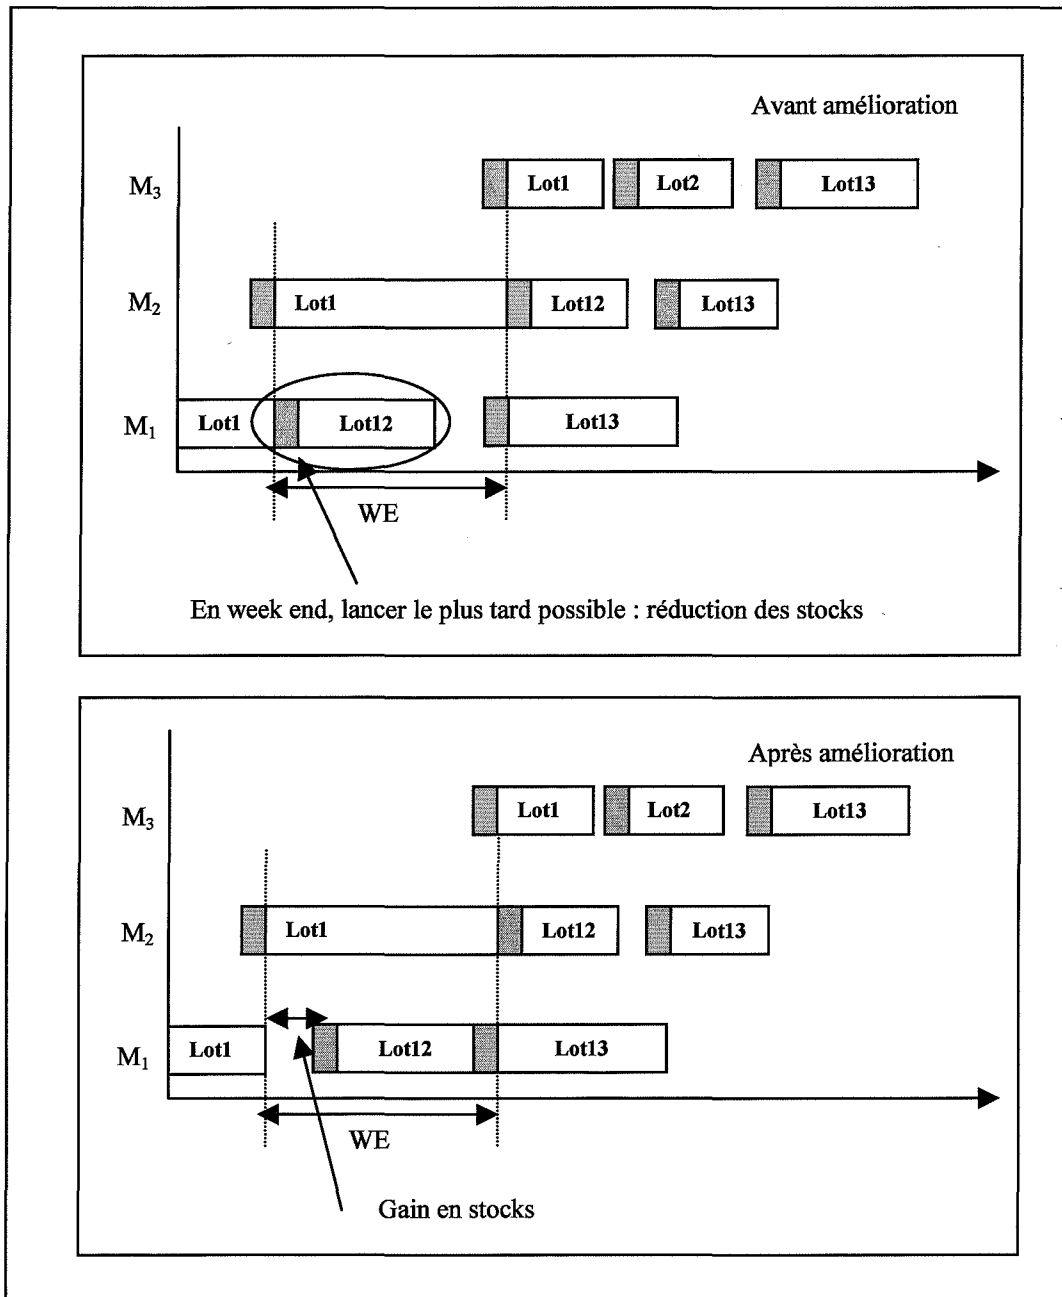 Avant amélioration
M3 Lot1 Lot2 Lot13
M2 Lot1 Lot12 Lot13
M1 Lot1 Lot12 Lot13
WE
En week end, lancer le plus tard possible : réduction des stocks
Après amélioration
M3 Lot1 Lot2 Lot13
M2 Lot1 Lot12 Lot13
M1 Lot1 Lot12 Lot13
WE
Gain en stocks